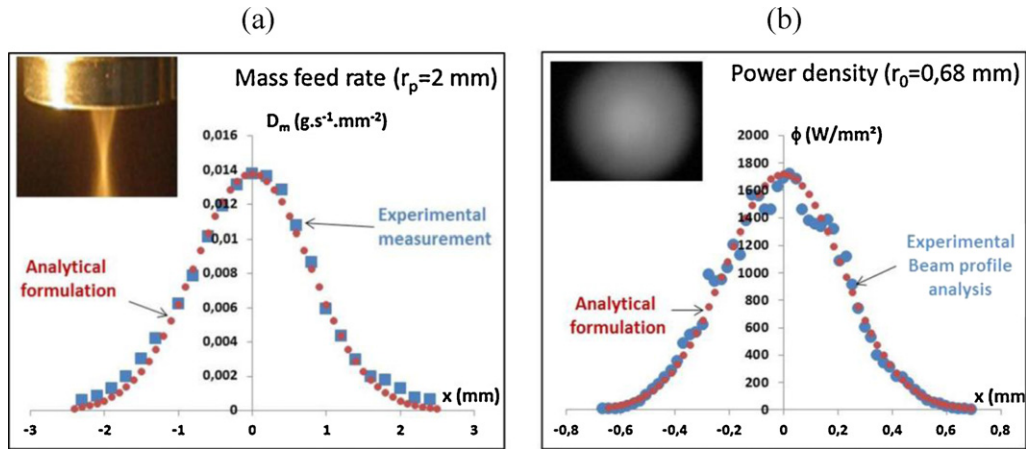 (a)
Mass feed rate (rp=2 mm)
Dm (g.s-1.mm-2)
0,016
0,014
0,012
0,01
0,008
0,006
0,004
0,002
0
-3
-2
-1
0
1
2
3
x (mm)
Experimental
measurement
Analytical
formulation
(b)
Power density (r0=0,68 mm)
ϕ (W/mm²)
2000
1800
1600
1400
1200
1000
800
600
400
200
0
-0,8
-0,6
-0,4
-0,2
0
0,2
0,4
0,6
0,8
x (mm
Experimental
Beam profile
analysis
Analytical
formulation